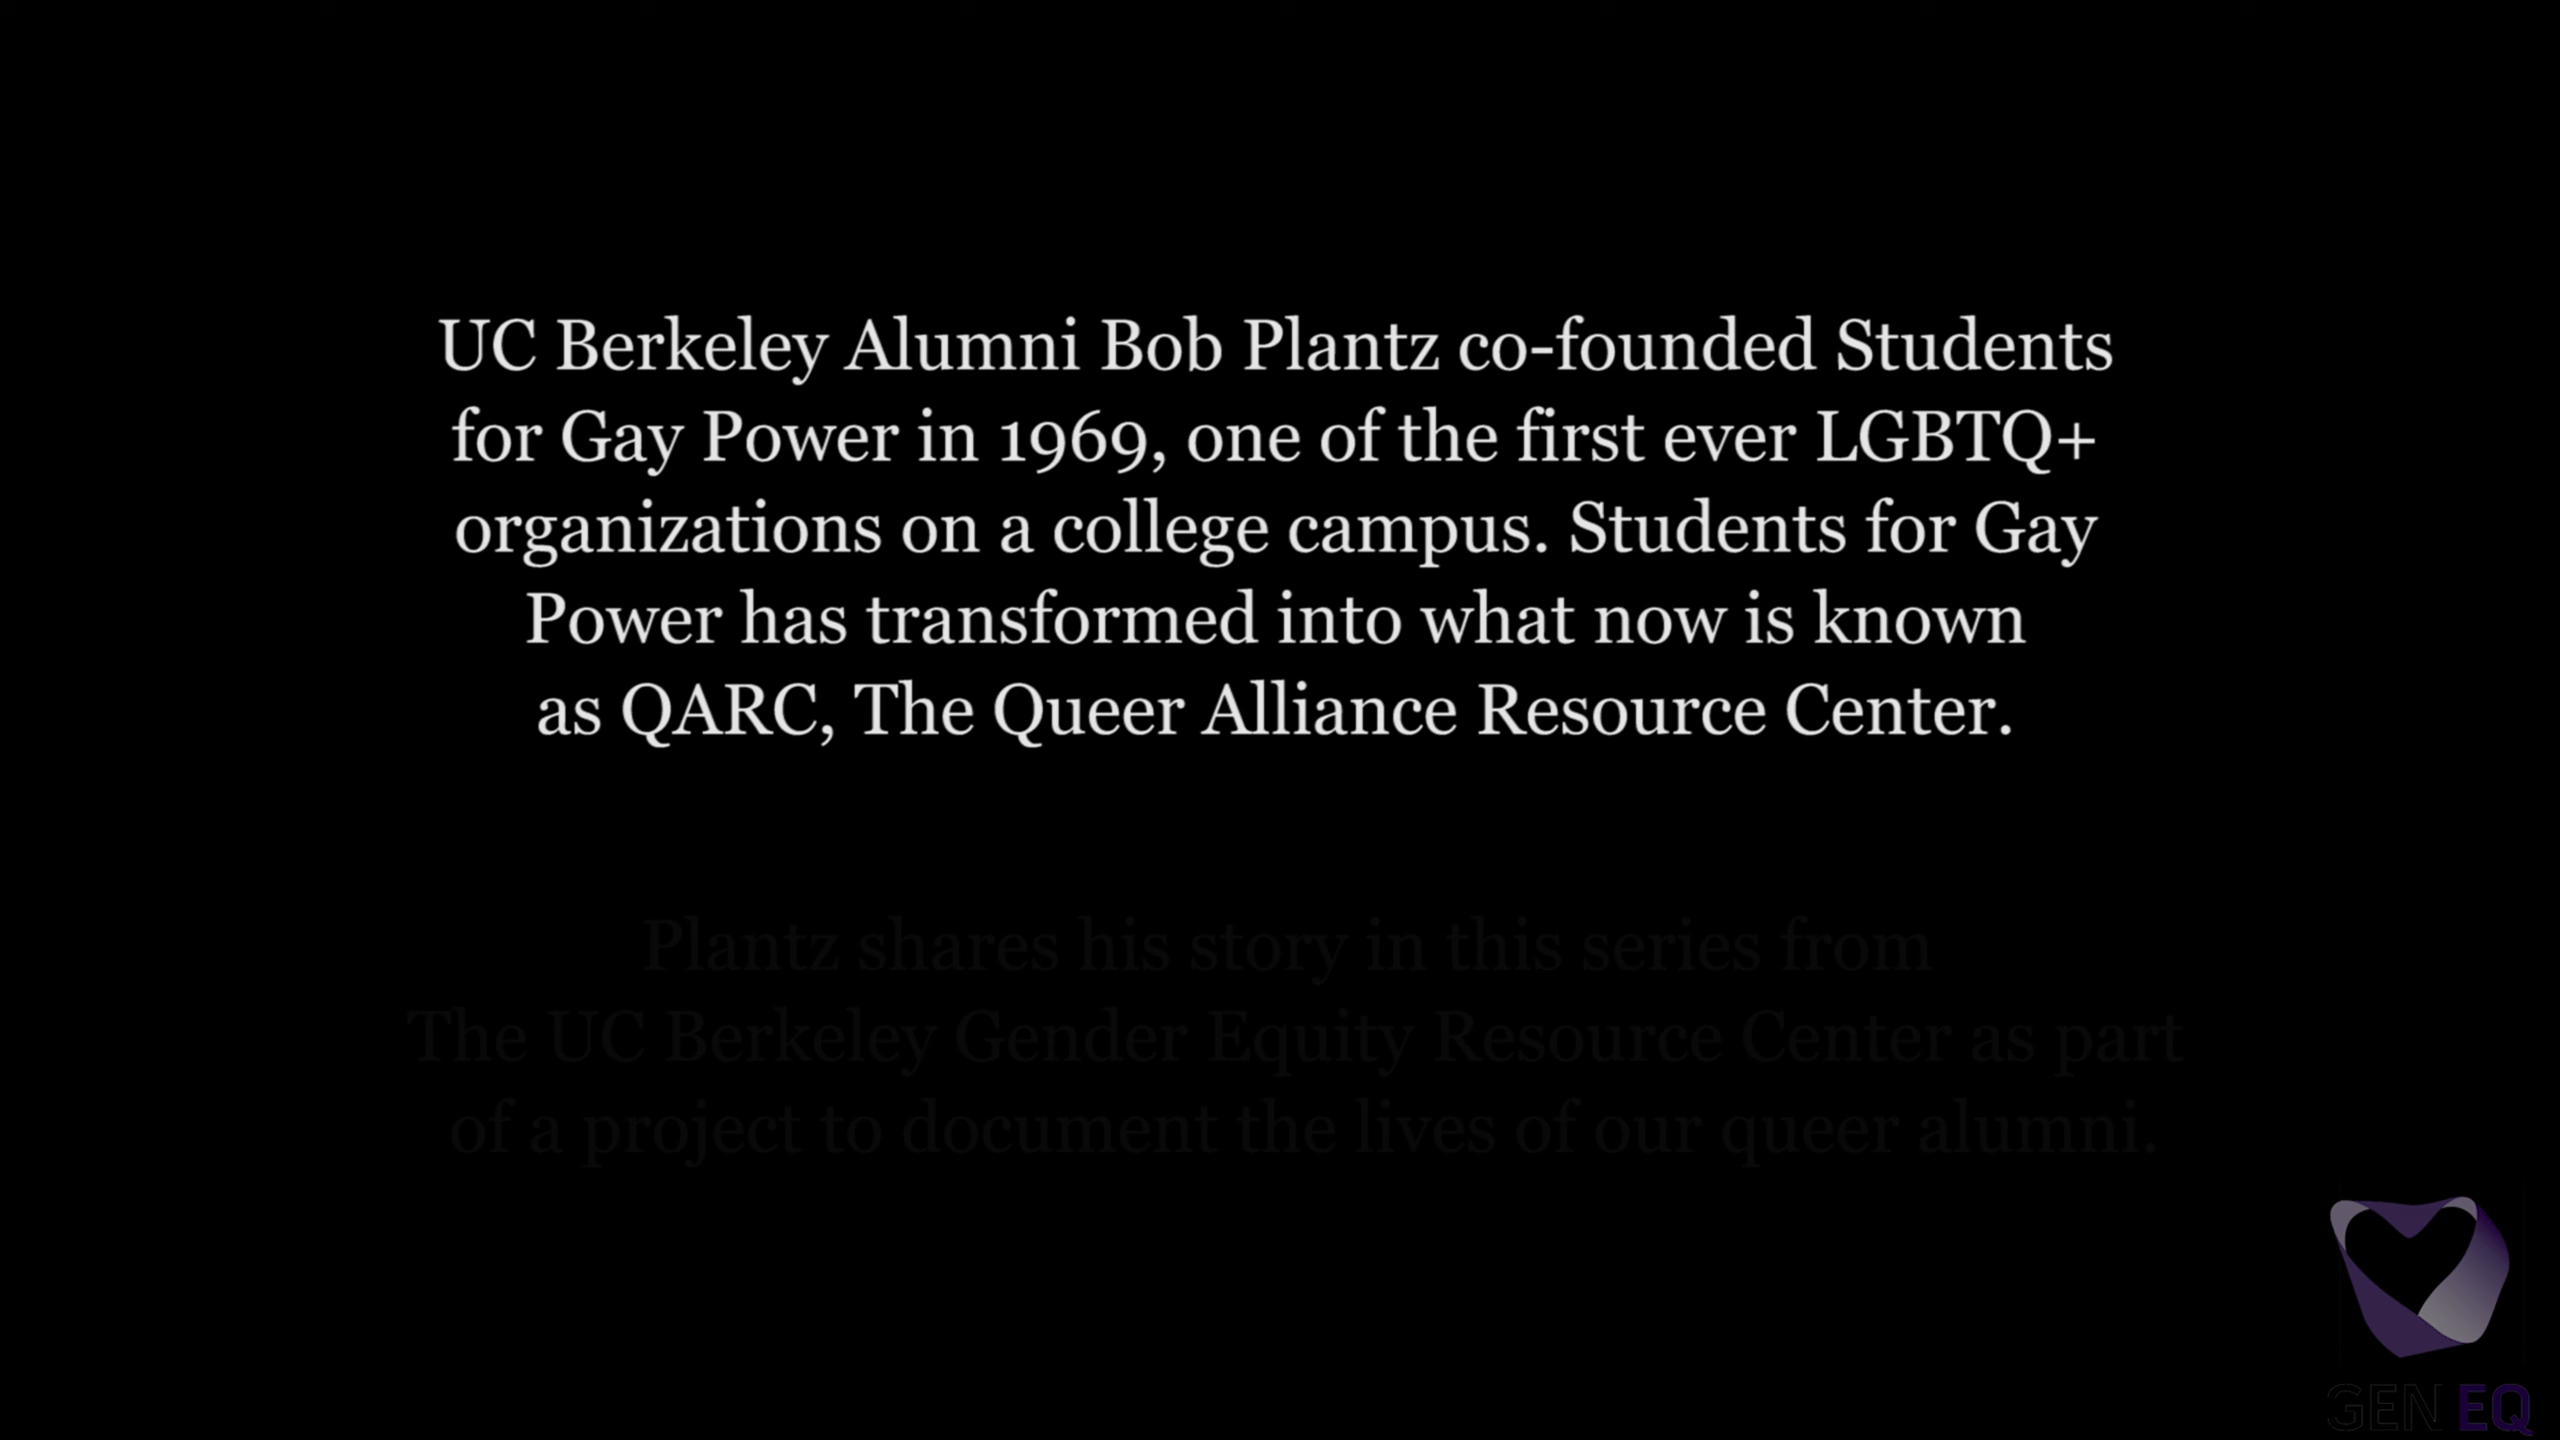 UC Berkeley Alumni Bob Plantz co-founded Students
for Gay Power in 1969, one of the first ever LGBTQ+
organizations on a college campus. Students for Gay
Power has transformed into what now is known
as QARC, The Queer Alliance Resource Center.
Plantz shares his story in this series from
The UC Berkeley Gender Equity Resource Center as part
of a project to document the lives of our queer alumni.
GEN EQ